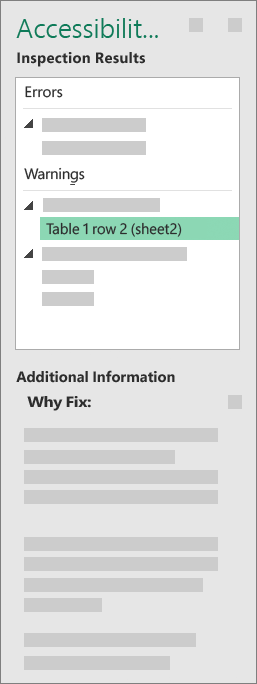 Accessibilit...
Inspection Results
Errors
Warnings
Table 1 row 2 (sheet2)
Additional Information
Why Fix: